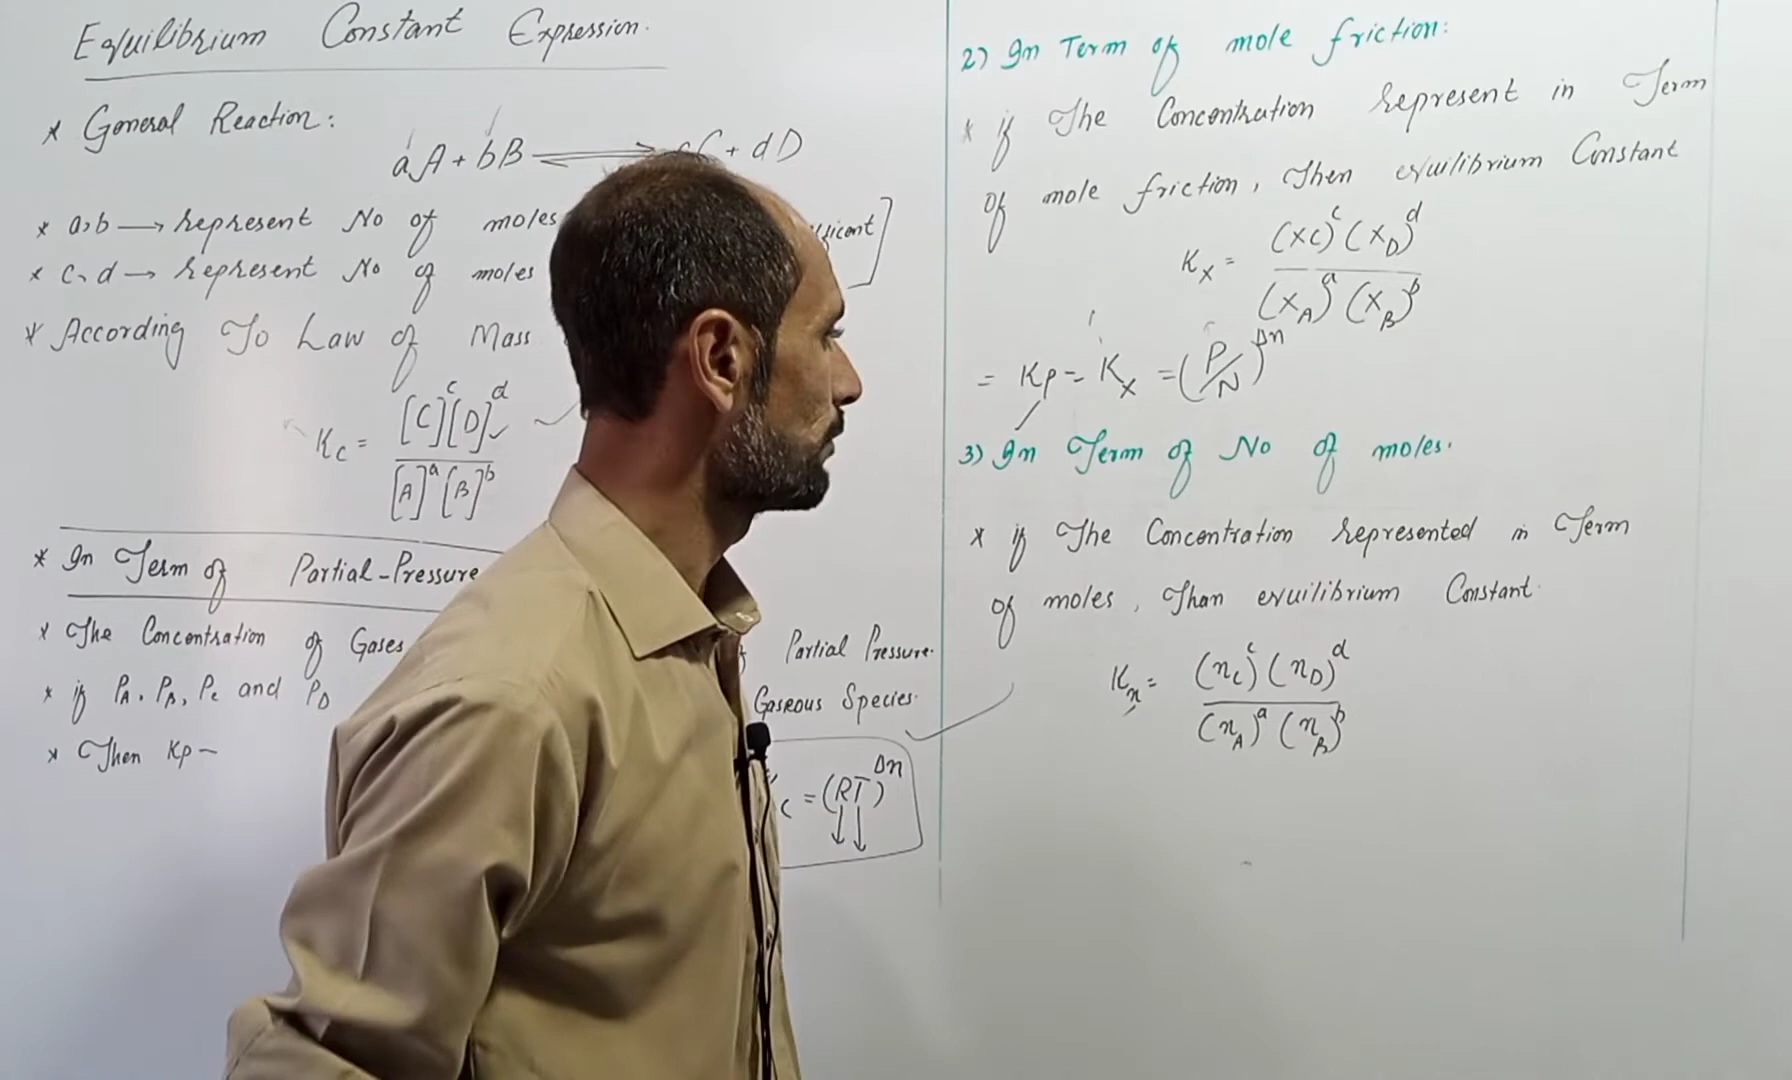 Equilibrium Constant Expression.
* General Reaction:
aA + bB ⇌ C + dD
* a,b → represent No of moles ficient]
* c, d → represent No of moles
* According To Law of Mass
Kc = [C]^c [D]^d / [A]^a [B]^b
* In Term of Partial-Pressure
* The Concentration of Gases Partial Pressure.
* if PA, PB, Pc and PD Gaseous Species.
* Then Kp -
c = (RT)^Δn
2) In Term of mole friction:
* if The Concentration represent in Term
of mole friction, Then equilibrium Constant
Kx = (XC)^c (XD)^d / (XA)^a (XB)^b
= Kp = Kx = (P/N)^Δn
3) In Term of No of moles.
* if The Concentration represented in Term
of moles, Than equilibrium Constant.
Kn = (nc)^c (nD)^d / (nA)^a (nB)^b